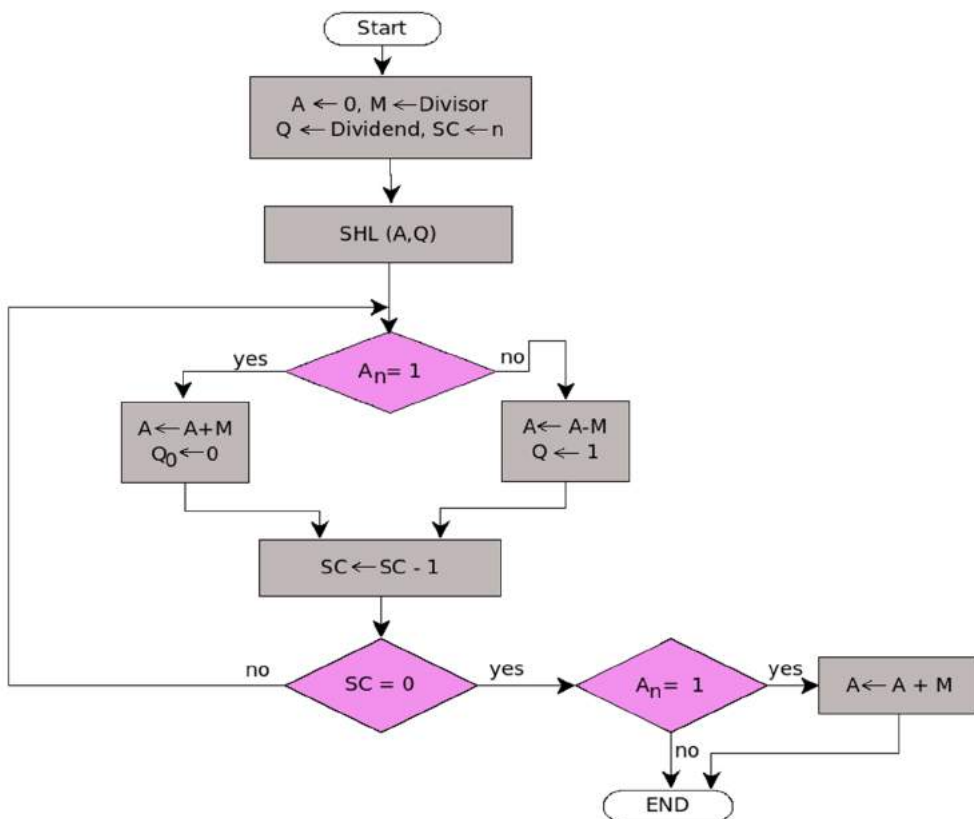 Start
A ← 0, M ← Divisor
Q ← Dividend, SC ← n
SHL (A,Q)
yes
Aₙ= 1
no
A← A+M
Q₀ ←0
A← A-M
Q ← 1
SC← SC - 1
no
SC = 0
yes
Aₙ= 1
yes
A← A + M
no
END